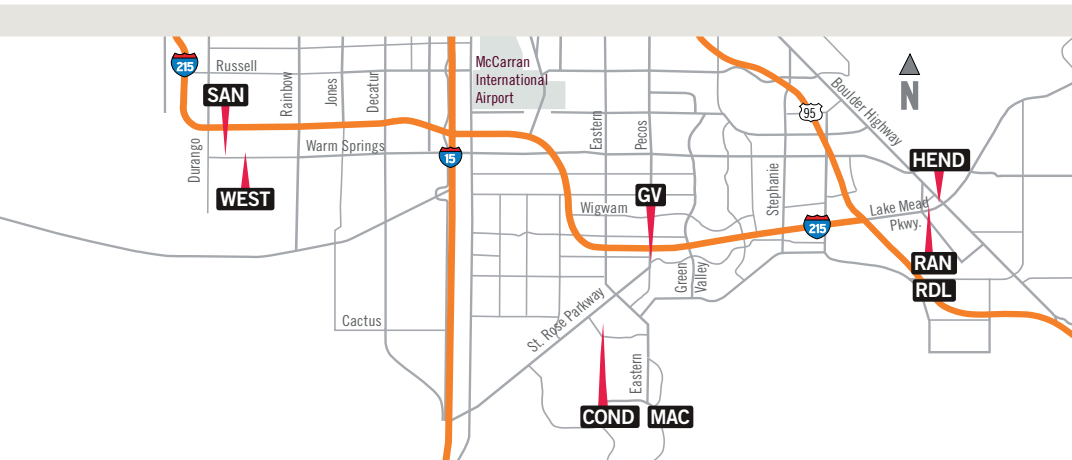 215
Russell
SAN
Rainbow
Jones
Decatur
McCarran
International
Airport
Eastern
Pecos
95
Boulder Highway
N
Durango
Warm Springs
15
WEST
HEND
GV
Wigwam
Stephanie
215
Lake Mead
Pkwy.
RAN
RDL
Green
Valley
Cactus
St. Rose Parkway
Eastern
COND
MAC